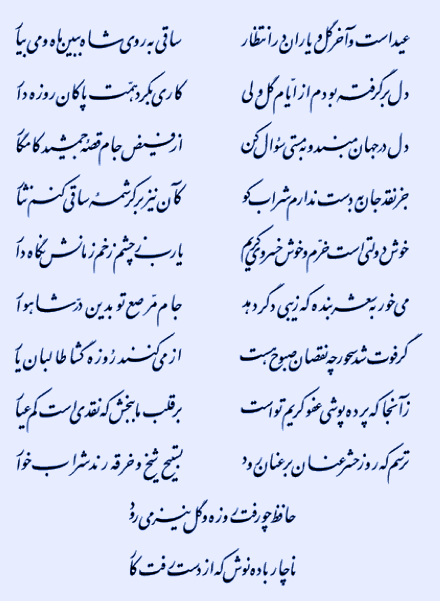 عید است و آخر گل و یاران در انتظار	ساقی به روی شاه ببین ماه و می بیار
دل برگرفته بودم از ایام گل ولی	کاری بکرد همت پاکان روزه دار
دل در جهان مبند و به مستی سؤال کن	از فیض جام قصه جمشید کامگار
جز نقد جان به دست ندارم شراب کو	کان نیز بر کرشمه ساقی کنم نثار
خوش دولتی است خرم و خوش خسروی کریم	یا رب ز چشم زخم زمانش نگاه دار
می خور به شعر بنده که زیبی دگر دهد	جام مرصع تو بدین در شاهوار
گر فوت شد سحور چه نقصان صبوح هست	از می کنند روزه گشا طالبان یار
زآنجا که پرده پوشی عفو کریم توست	بر قلب ما ببخش که نقدی است کم عیار
ترسم که روز حشر عنان بر عنان رود	تسبیح شیخ و خرقه رند شراب خوار
حافظ چو رفت روزه و گل نیز می رود
ناچار باده نوش که از دست رفت کار